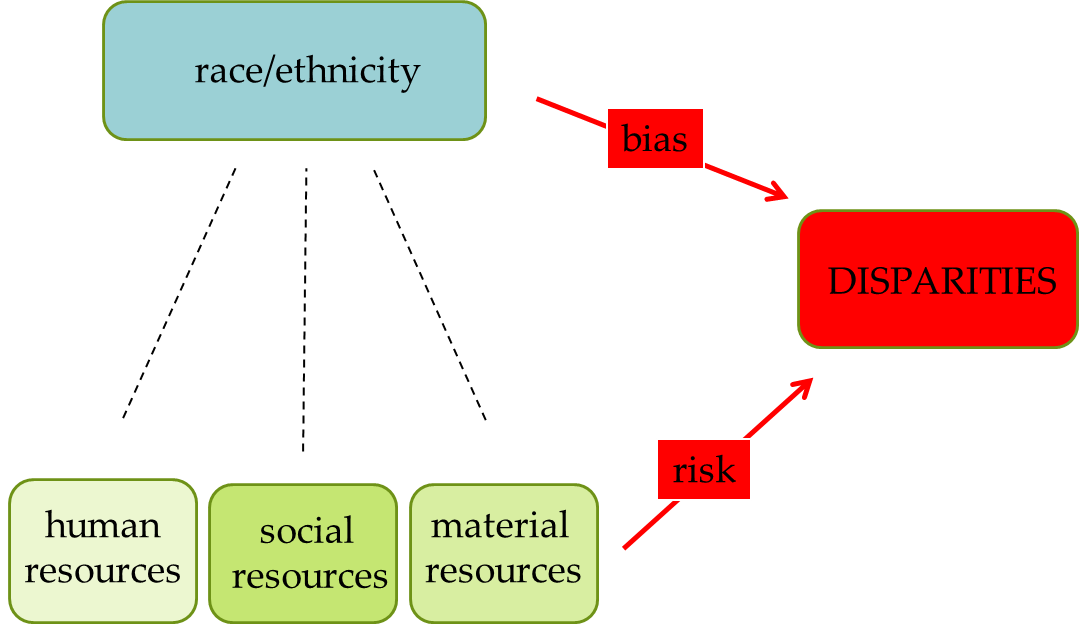 race/ethnicity
bias
DISPARITIES
risk
human
resources
social
resources
material
resources